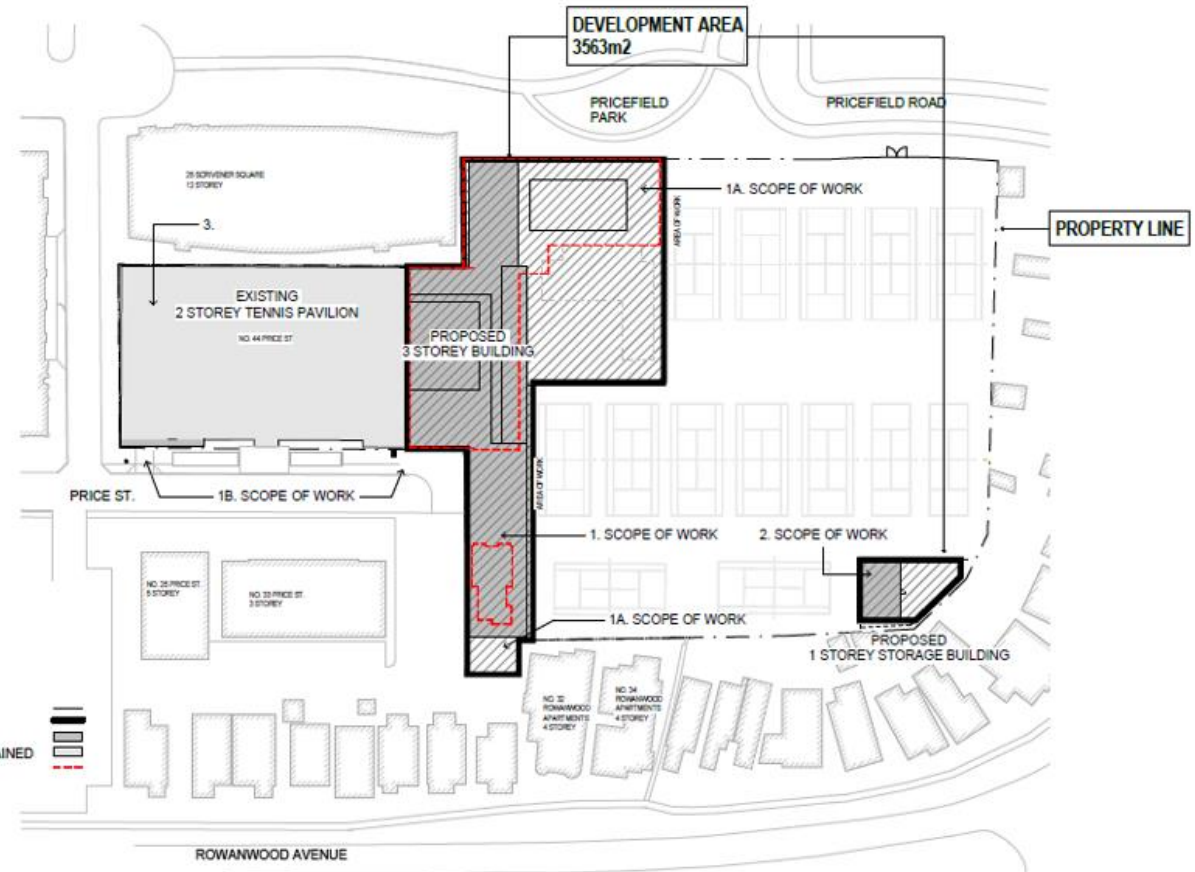 DEVELOPMENT AREA
3563m2
PRICEFIELD
PARK
PRICEFIELD ROAD
25 SCRIVENER SQUARE
12 STOREY
1A. SCOPE OF WORK
AREA OF WORK
PROPERTY LINE
3.
EXISTING
2 STOREY TENNIS PAVILION
NO. 44 PRICE ST
PROPOSED
3 STOREY BUILDING
AREA OF WORK
PRICE ST.
1B. SCOPE OF WORK
1. SCOPE OF WORK
2. SCOPE OF WORK
NO. 25 PRICE ST.
5 STOREY
NO. 33 PRICE ST.
3 STOREY
1A. SCOPE OF WORK
PROPOSED
1 STOREY STORAGE BUILDING
NO. 32
ROWANWOOD
APARTMENTS
4 STOREY
NO. 34
ROWANWOOD
APARTMENTS
4 STOREY
AINED
ROWANWOOD AVENUE